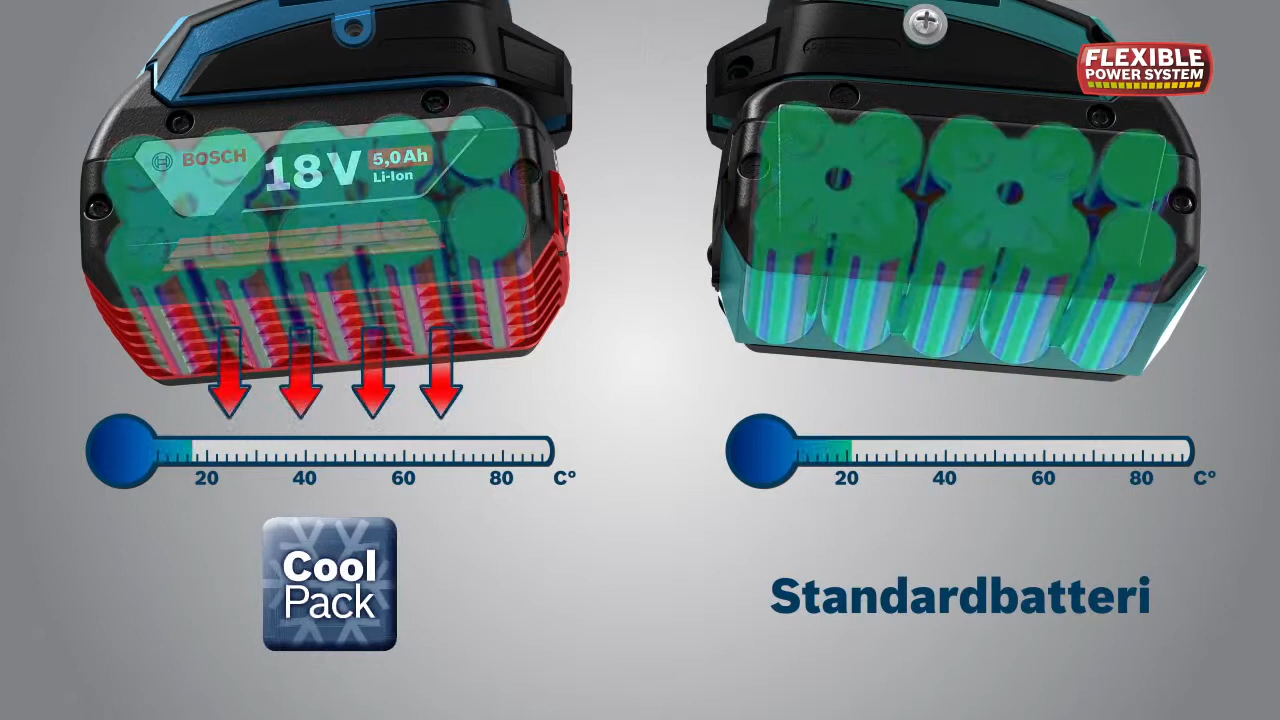 FLEXIBLE
POWER SYSTEM
BOSCH
18V
5,0Ah
Li-Ion
20 40 60 80 C°
20 40 60 80 C°
Cool
Pack
Standardbatteri